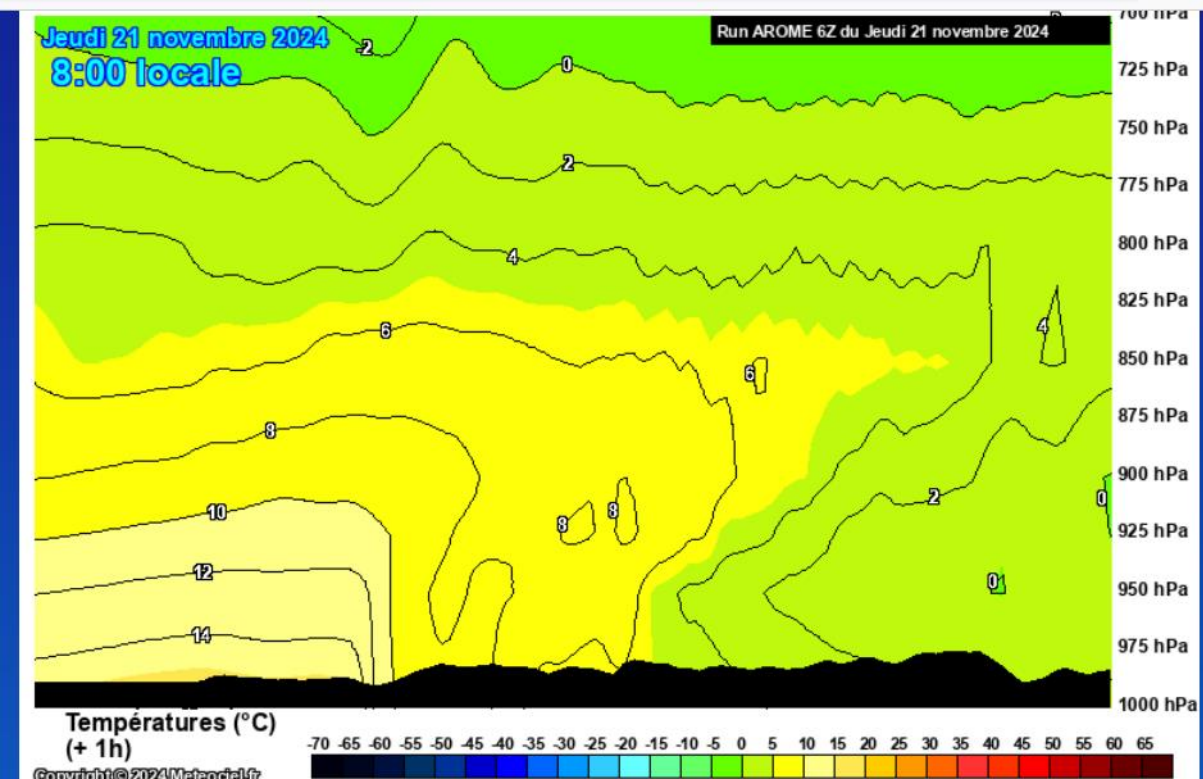 Jeudi 21 novembre 2024
8:00 locale
Run AROME 6Z du Jeudi 21 novembre 2024
700 hPa
725 hPa
750 hPa
775 hPa
800 hPa
825 hPa
850 hPa
875 hPa
900 hPa
925 hPa
950 hPa
975 hPa
1000 hPa
-2
0
2
4
4
6
6
8
10
2
0
8
8
12
0
14
Températures (°C)
(+ 1h)
-70 -65 -60 -55 -50 -45 -40 -35 -30 -25 -20 -15 -10 -5 0 5 10 15 20 25 30 35 40 45 50 55 60 65
Copyright © 2024 Meteociel.fr